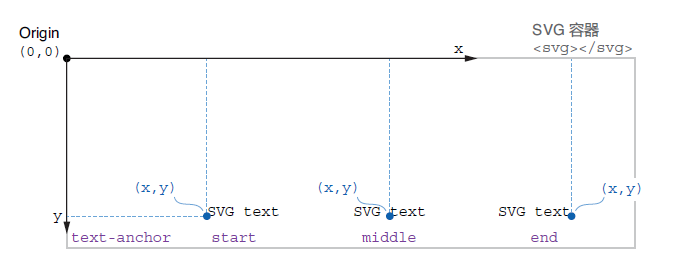 Origin
(0,0)
SVG 容器
<svg></svg>
x
(x,y)
(x,y)
(x,y)
y
SVG text
SVG text
SVG text
text-anchor
start
middle
end